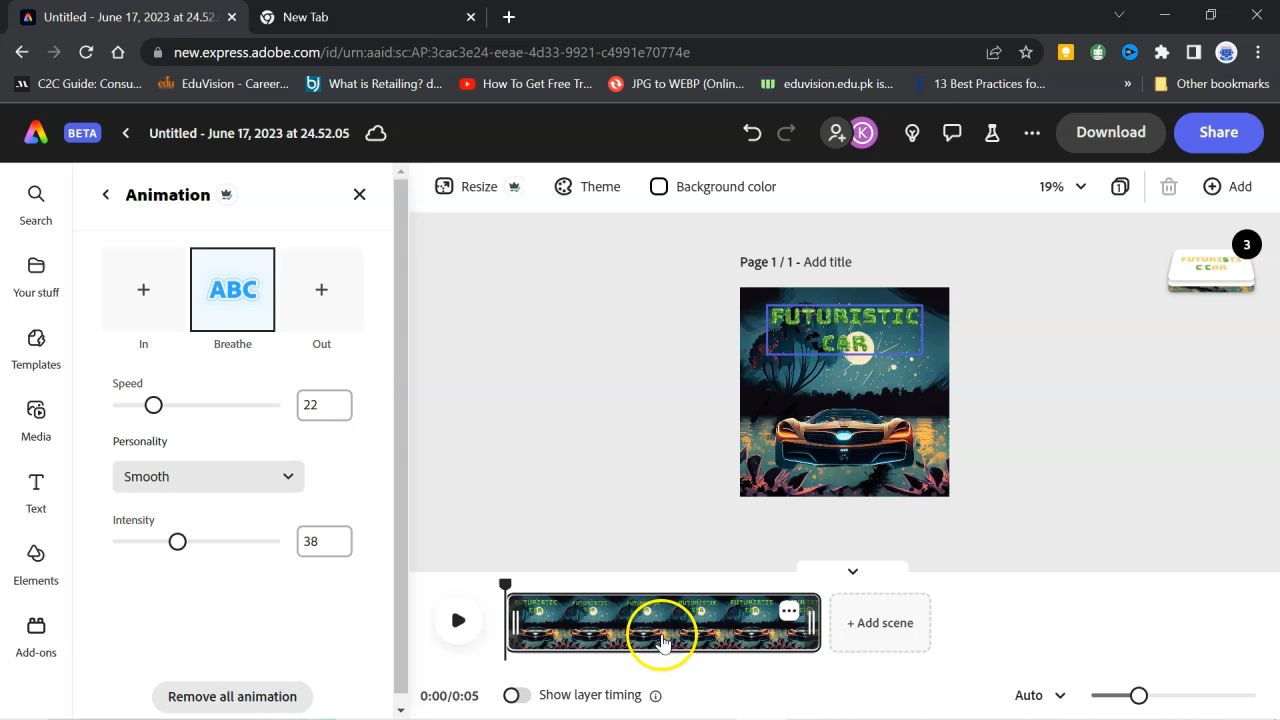 Untitled - June 17, 2023 at 24.52.
New Tab
new.express.adobe.com/id/urn:aaid:sc:AP:3cac3e24-eeae-4d33-9921-c4991e70774e
C2C Guide: Consu...
EduVision - Career...
What is Retailing? d...
How To Get Free Tr...
JPG to WEBP (Onlin...
eduvision.edu.pk is...
13 Best Practices fo...
»
Other bookmarks
BETA
Untitled - June 17, 2023 at 24.52.05
K
Download
Share
Search
Your stuff
Templates
Media
Text
Elements
Add-ons
Animation
ABC
In
Breathe
Out
Speed
22
Personality
Smooth
Intensity
38
Remove all animation
Resize
Theme
Background color
19%
1
Add
3
FUTURISTIC
C CAR
Page 1 / 1 - Add title
FUTURISTIC
CAR
+ Add scene
0:00/0:05
Show layer timing
Auto